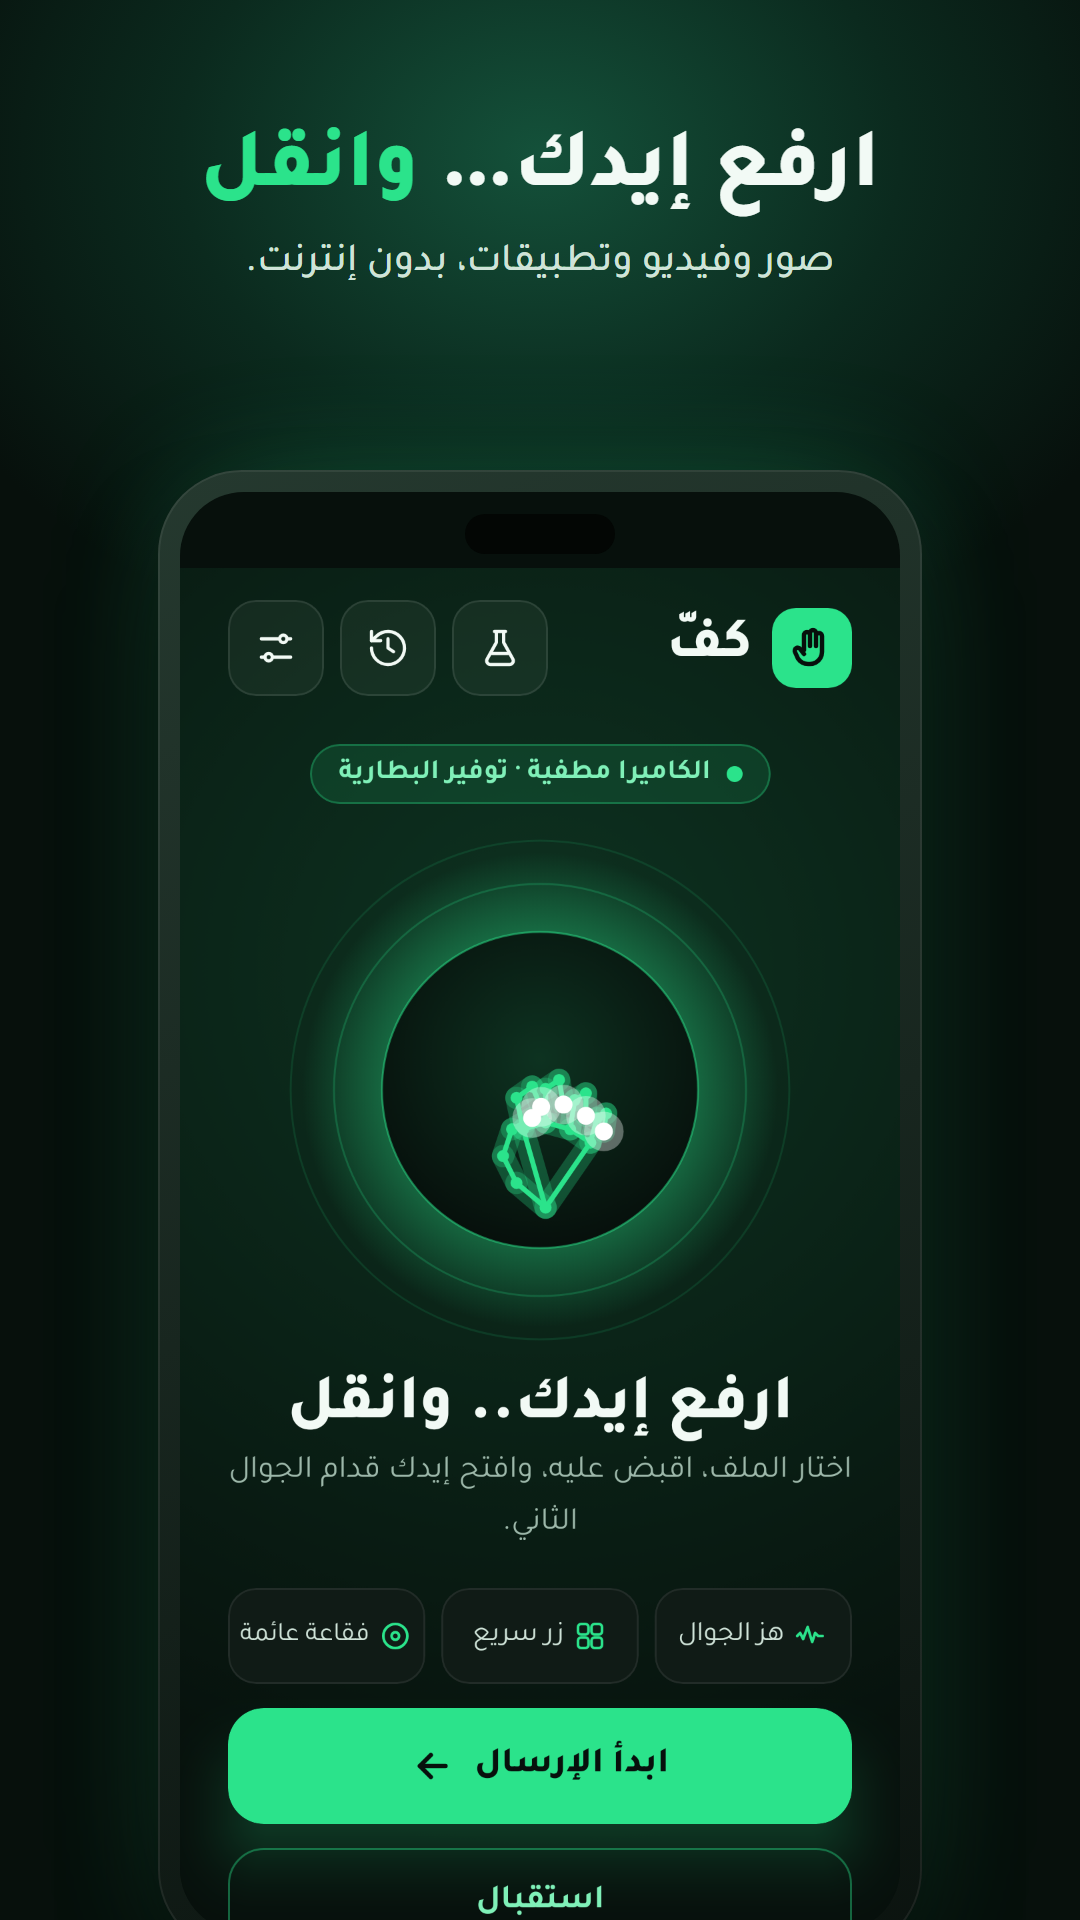 ارفع إيدك... وانقل
صور وفيديو وتطبيقات، بدون إنترنت.
كفّ
الكاميرا مطفية · توفير البطارية
ارفع إيدك.. وانقل
اختار الملف، اقبض عليه، وافتح إيدك قدام الجوال
الثاني.
هز الجوال
زر سريع
فقاعة عائمة
ابدأ الإرسال
استقبال